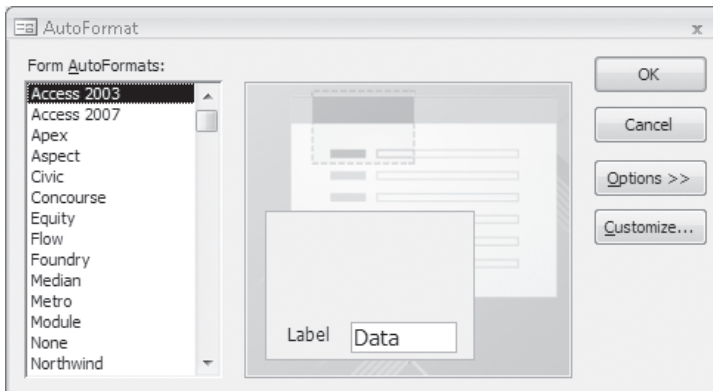 AutoFormat
x
Form AutoFormats:
Access 2003
Access 2007
Apex
Aspect
Civic
Concourse
Equity
Flow
Foundry
Median
Metro
Module
None
Northwind
Label
Data
OK
Cancel
Options >>
Customize...